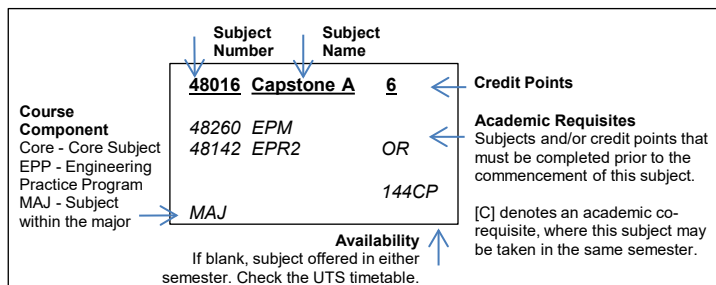 Subject
Number
Subject
Name
48016 Capstone A 6
Credit Points
48260 EPM
48142 EPR2 OR
144CP
MAJ
Course
Component
Core - Core Subject
EPP - Engineering
Practice Program
MAJ - Subject
within the major
Academic Requisites
Subjects and/or credit points that
must be completed prior to the
commencement of this subject.
[C] denotes an academic co-
requisite, where this subject may
be taken in the same semester.
Availability
If blank, subject offered in either
semester. Check the UTS timetable.